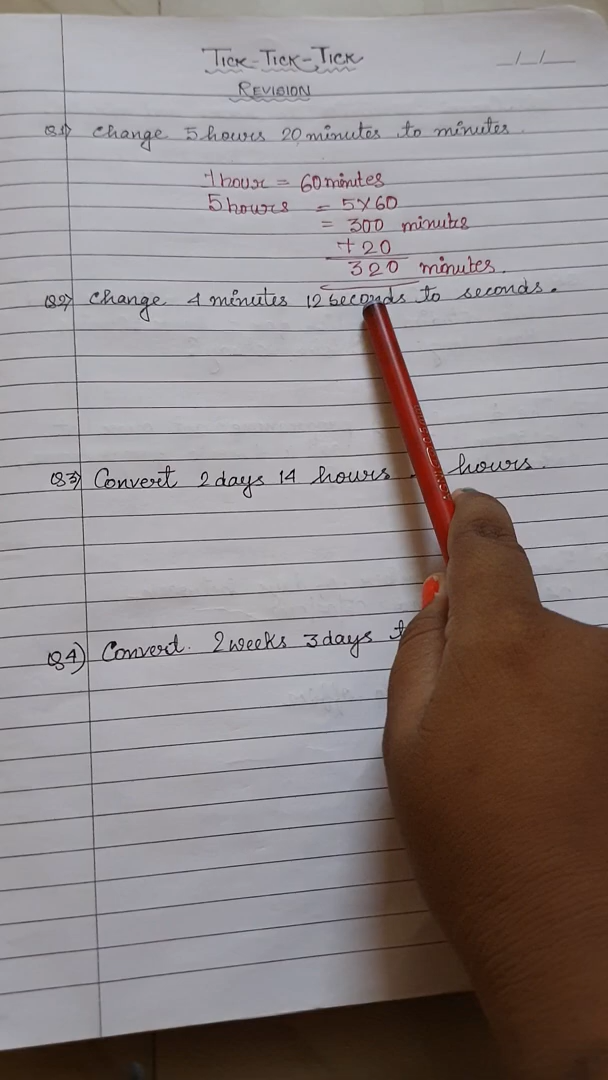 TICK-TICK-TICK
REVISION
Q1) change 5 hours 20 minutes to minutes.
1 hour = 60 minutes
5 hours = 5×60
= 300 minutes
+ 20
320 minutes.
Q2) change 4 minutes 12 seconds to seconds.
Q3) Convert 2 days 14 hours hours.
Q4) Convert. 2 weeks 3 days